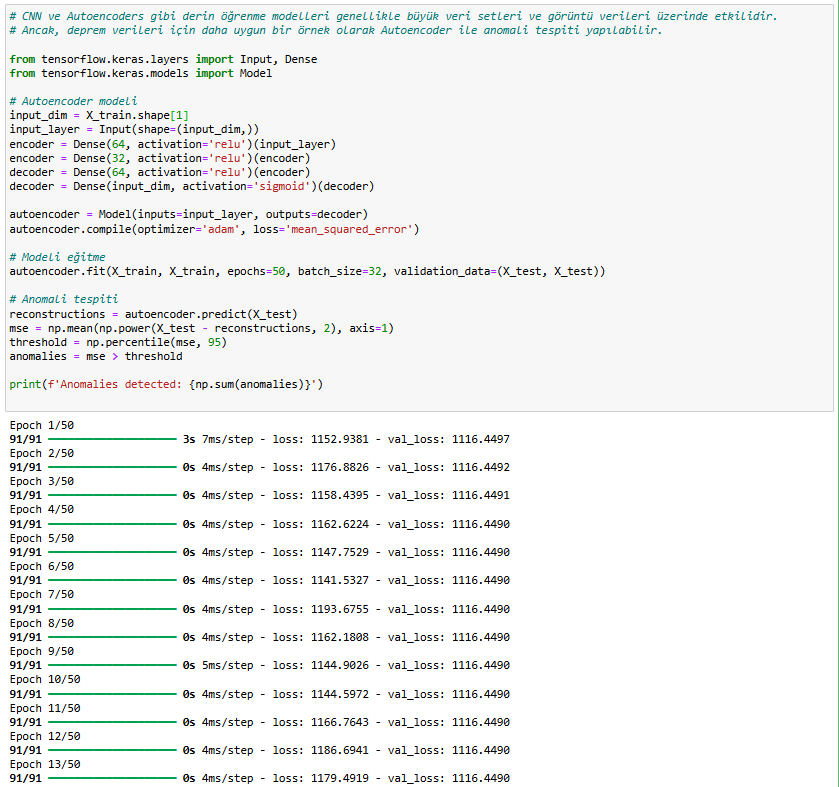 # CNN ve Autoencoders gibi derin öğrenme modelleri genellikle büyük veri setleri ve görüntü verileri üzerinde etkilidir.
# Ancak, deprem verileri için daha uygun bir örnek olarak Autoencoder ile anomali tespiti yapılabilir.
from tensorflow.keras.layers import Input, Dense
from tensorflow.keras.models import Model
# Autoencoder modeli
input_dim = X_train.shape[1]
input_layer = Input(shape=(input_dim,))
encoder = Dense(64, activation='relu')(input_layer)
encoder = Dense(32, activation='relu')(encoder)
decoder = Dense(64, activation='relu')(encoder)
decoder = Dense(input_dim, activation='sigmoid')(decoder)
autoencoder = Model(inputs=input_layer, outputs=decoder)
autoencoder.compile(optimizer='adam', loss='mean_squared_error')
# Modeli eğitme
autoencoder.fit(X_train, X_train, epochs=50, batch_size=32, validation_data=(X_test, X_test))
# Anomali tespiti
reconstructions = autoencoder.predict(X_test)
mse = np.mean(np.power(X_test - reconstructions, 2), axis=1)
threshold = np.percentile(mse, 95)
anomalies = mse > threshold
print(f'Anomalies detected: {np.sum(anomalies)}')
Epoch 1/50
91/91 3s 7ms/step - loss: 1152.9381 - val_loss: 1116.4497
Epoch 2/50
91/91 0s 4ms/step - loss: 1176.8826 - val_loss: 1116.4492
Epoch 3/50
91/91 0s 4ms/step - loss: 1158.4395 - val_loss: 1116.4491
Epoch 4/50
91/91 0s 4ms/step - loss: 1162.6224 - val_loss: 1116.4490
Epoch 5/50
91/91 0s 4ms/step - loss: 1147.7529 - val_loss: 1116.4490
Epoch 6/50
91/91 0s 4ms/step - loss: 1141.5327 - val_loss: 1116.4490
Epoch 7/50
91/91 0s 4ms/step - loss: 1193.6755 - val_loss: 1116.4490
Epoch 8/50
91/91 0s 4ms/step - loss: 1162.1808 - val_loss: 1116.4490
Epoch 9/50
91/91 0s 5ms/step - loss: 1144.9026 - val_loss: 1116.4490
Epoch 10/50
91/91 0s 4ms/step - loss: 1144.5972 - val_loss: 1116.4490
Epoch 11/50
91/91 0s 4ms/step - loss: 1166.7643 - val_loss: 1116.4490
Epoch 12/50
91/91 0s 4ms/step - loss: 1186.6941 - val_loss: 1116.4490
Epoch 13/50
91/91 0s 4ms/step - loss: 1179.4919 - val_loss: 1116.4490